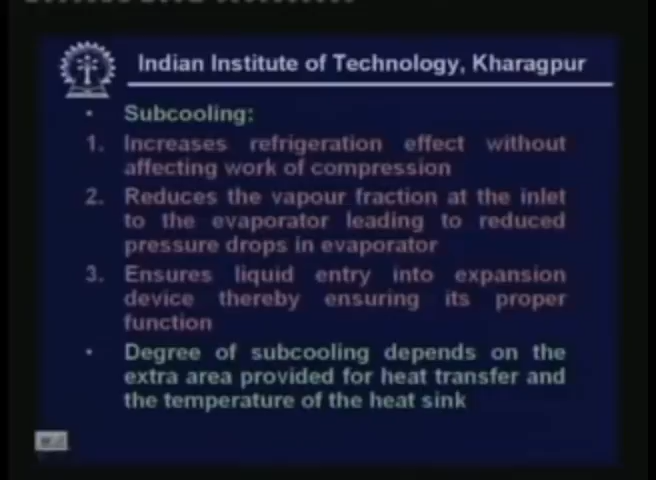 Indian Institute of Technology, Kharagpur
• Subcooling:
1. Increases refrigeration effect without
affecting work of compression
2. Reduces the vapour fraction at the inlet
to the evaporator leading to reduced
pressure drops in evaporator
3. Ensures liquid entry into expansion
device thereby ensuring its proper
function
• Degree of subcooling depends on the
extra area provided for heat transfer and
the temperature of the heat sink